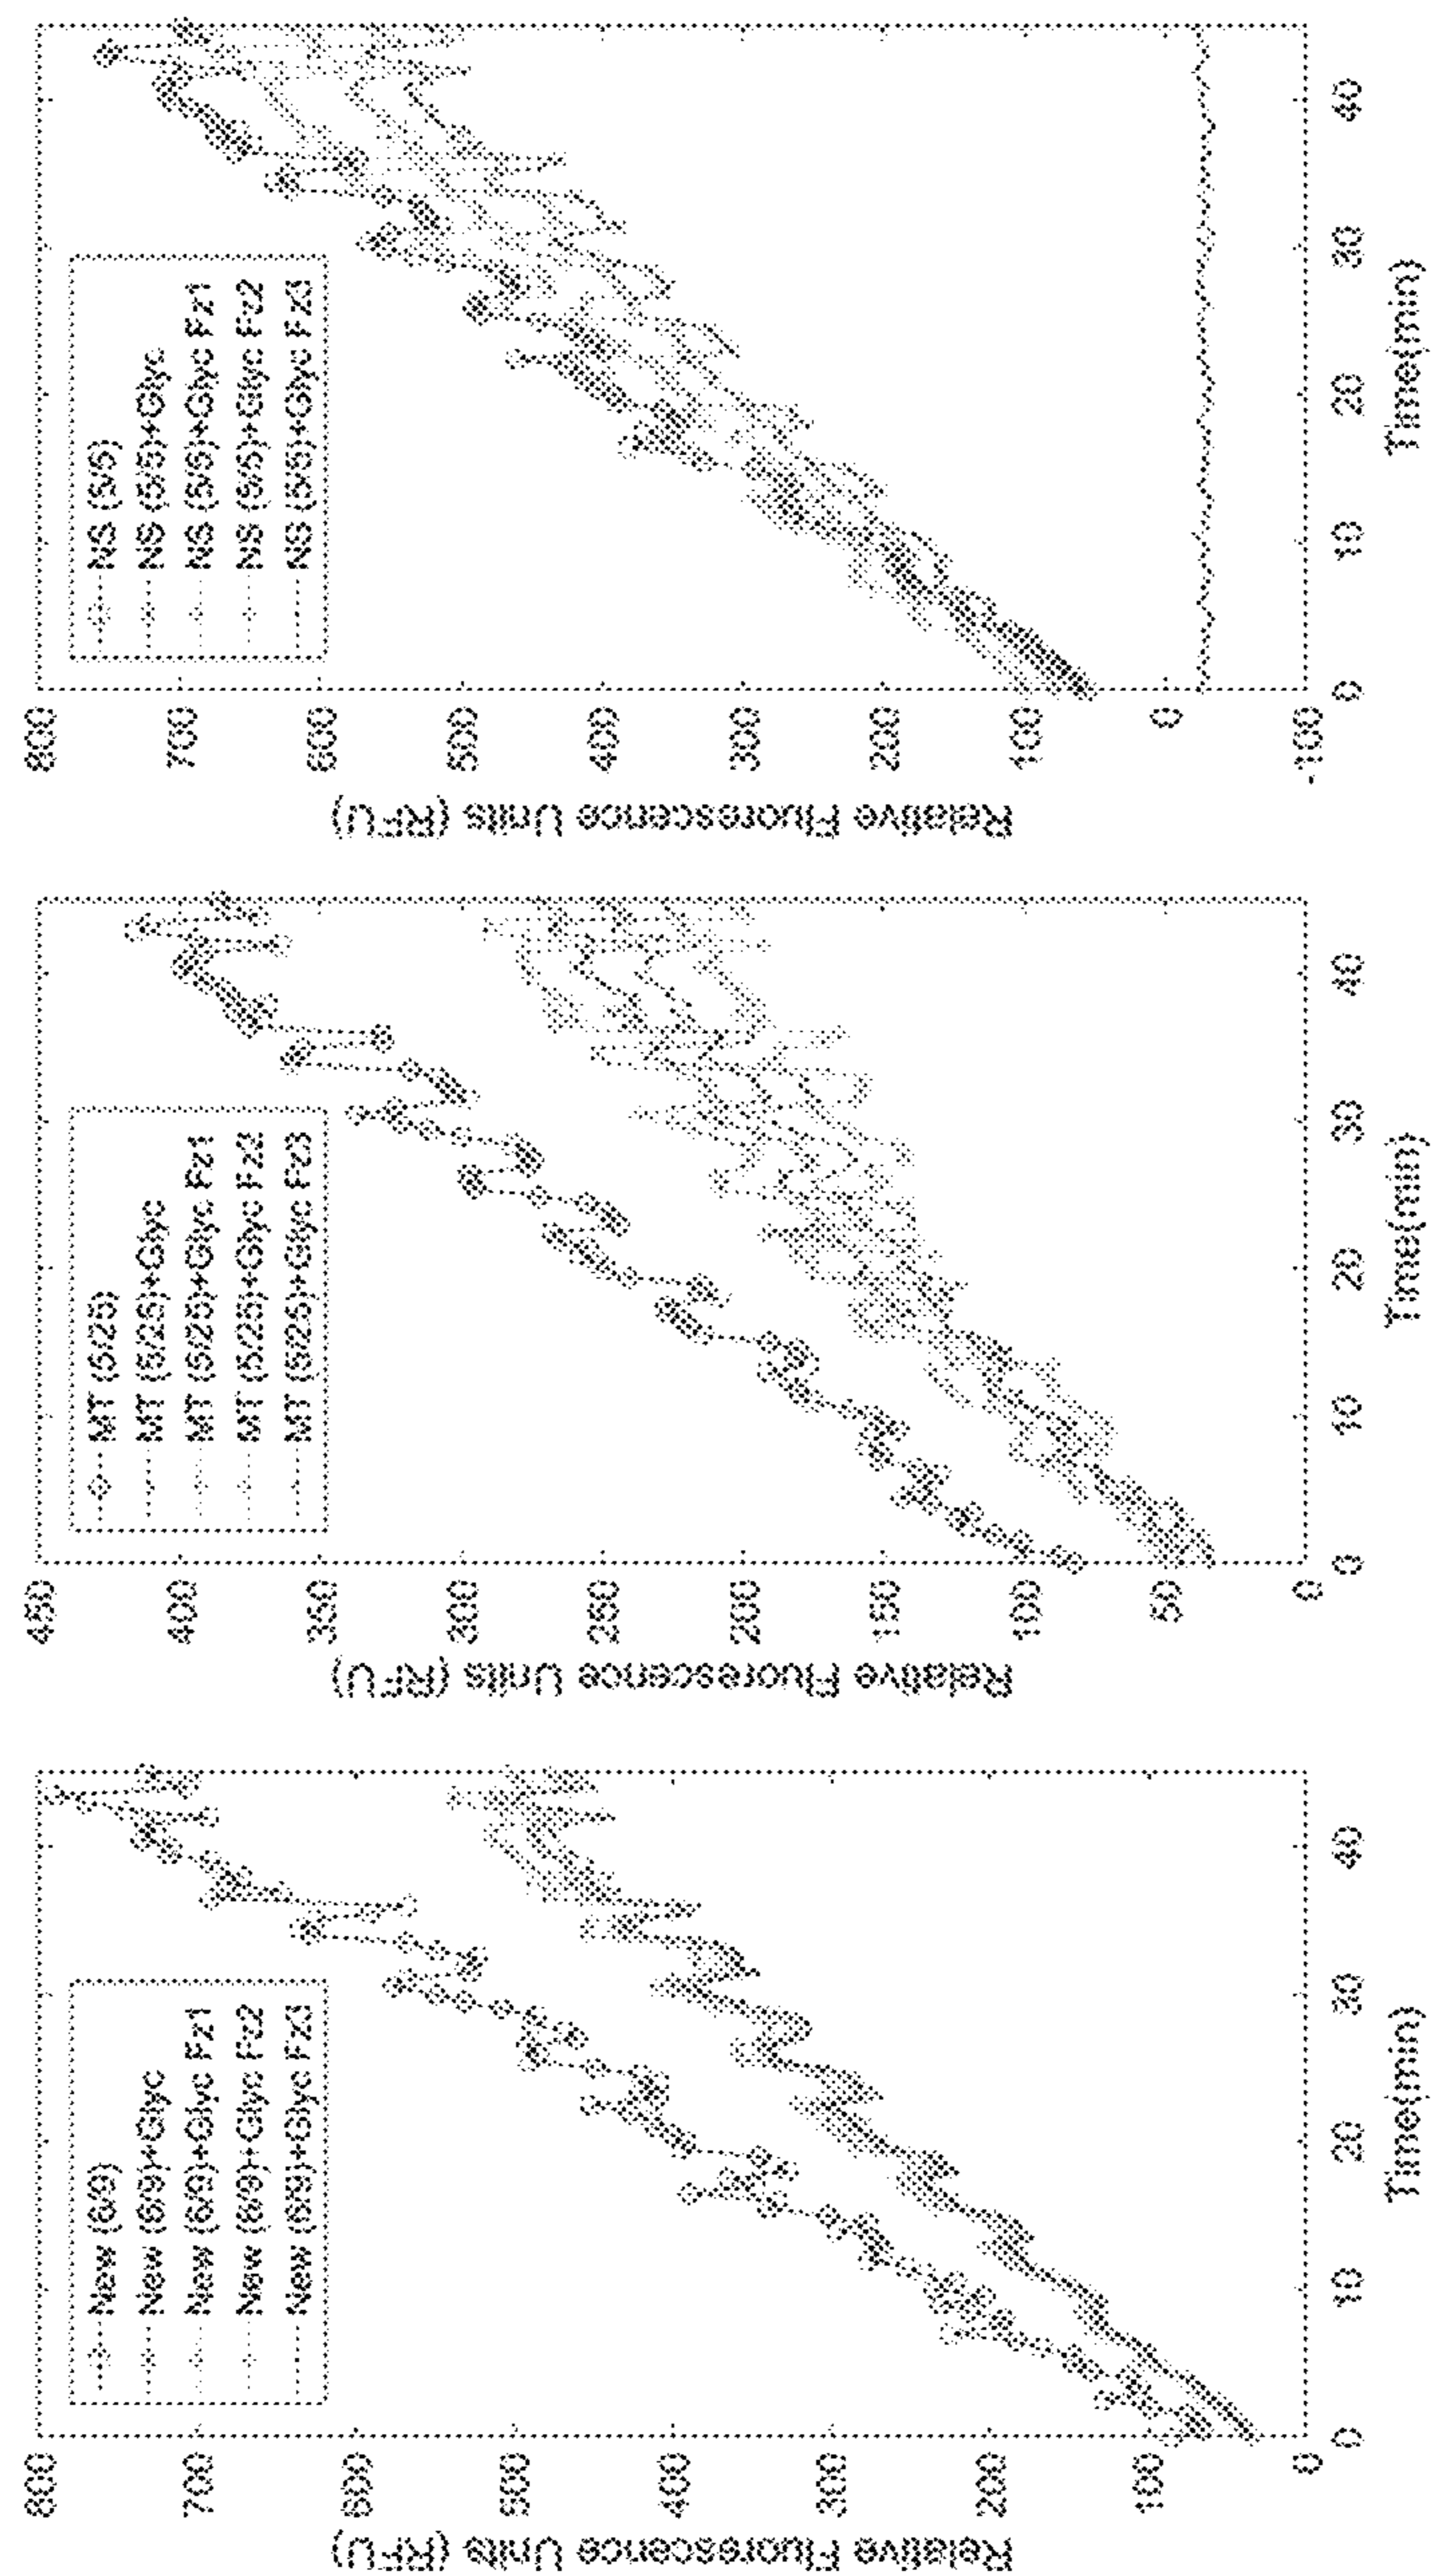 Relative Fluorescence Units (RFU)
800
700
600
500
400
300
200
100
0
New (6/9)
New (6/9)+Glyc
New (6/9)+Glyc Fz1
New (6/9)+Glyc Fz2
New (6/9)+Glyc Fz3
0 10 20 30 40
Time(min)
Relative Fluorescence Units (RFU)
450
400
350
300
250
200
150
100
50
0
MT (5/25)
MT (5/25)+Glyc
MT (5/25)+Glyc Fz1
MT (5/25)+Glyc Fz2
MT (5/25)+Glyc Fz3
0 10 20 30 40
Time(min)
Relative Fluorescence Units (RFU)
800
700
600
500
400
300
200
100
0
-100
NS (5/5)
NS (5/5)+Glyc
NS (5/5)+Glyc Fz1
NS (5/5)+Glyc Fz2
NS (5/5)+Glyc Fz3
0 10 20 30 40
Time(min)